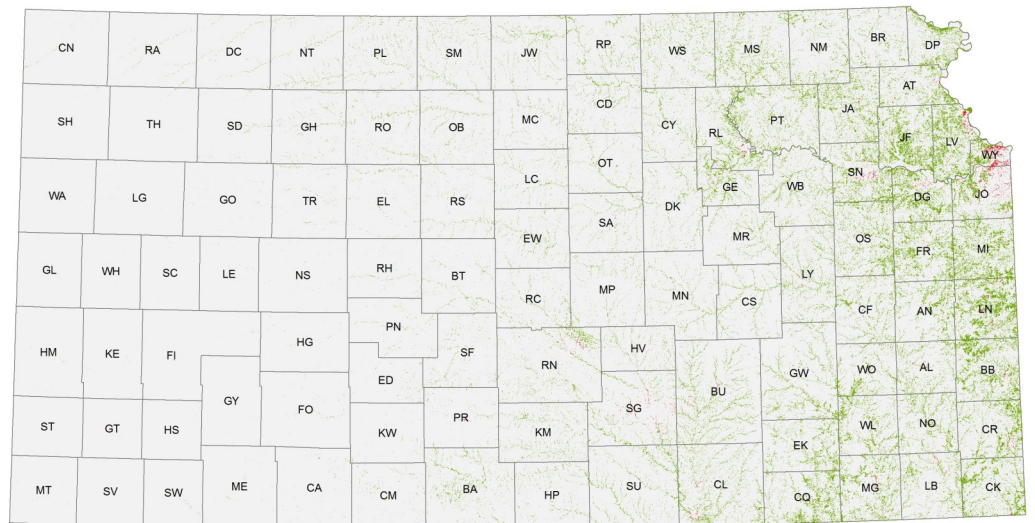 CN RA DC NT PL SM JW RP WS MS NM BR DP
SH TH SD GH RO OB MC CD CY RL PT JA AT JF LV WY
WA LG GO TR EL RS LC OT DK GE WB SN DG JO
GL WH SC LE NS RH BT EW SA MR LY OS FR MI
HM KE FI HG PN RC MP MN CS CF AN LN
ST GT HS GY FO ED SF RN HV BU GW WO AL BB
MT SV SW ME CA KW PR KM SG EK WL NO CR
CM BA HP SU CL CQ MG LB CK